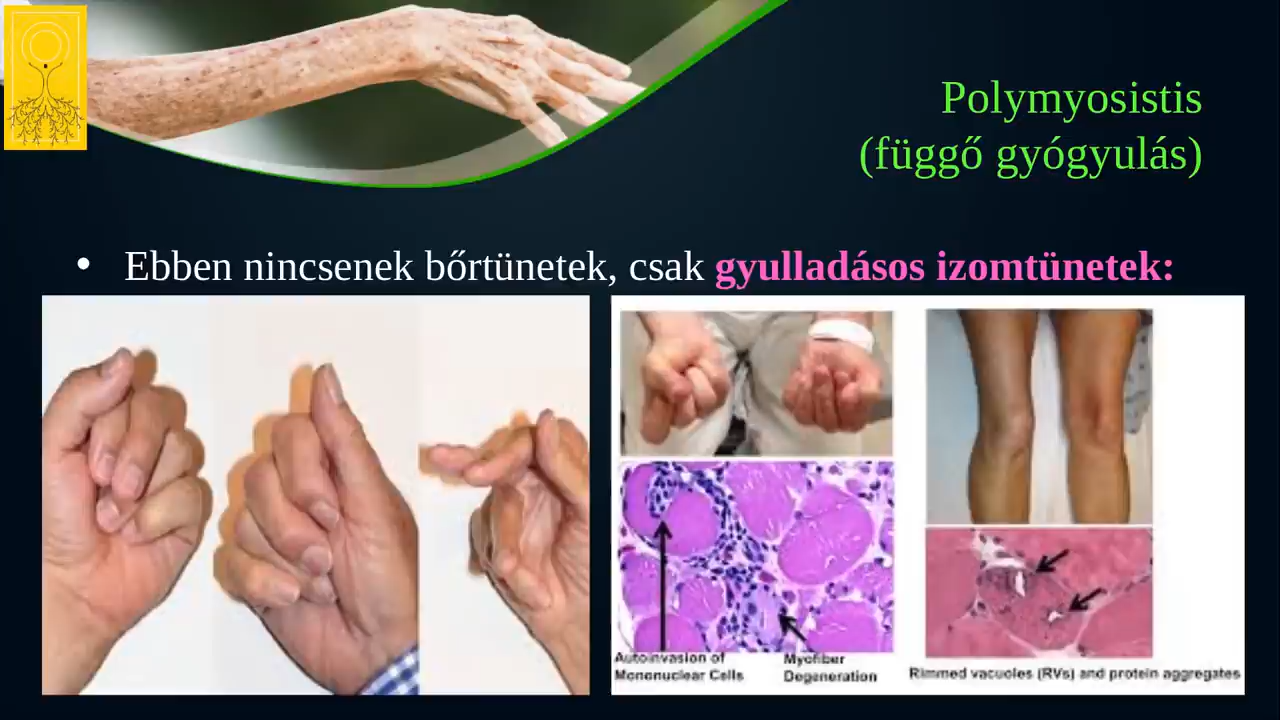 Polymyosistis
(függő gyógyulás)
• Ebben nincsenek bőrtünetek, csak gyulladásos izomtünetek:
Autoinvasion of
Mononuclear Cells
Myofiber
Degeneration
Rimmed vacuoles (RVs) and protein aggregates